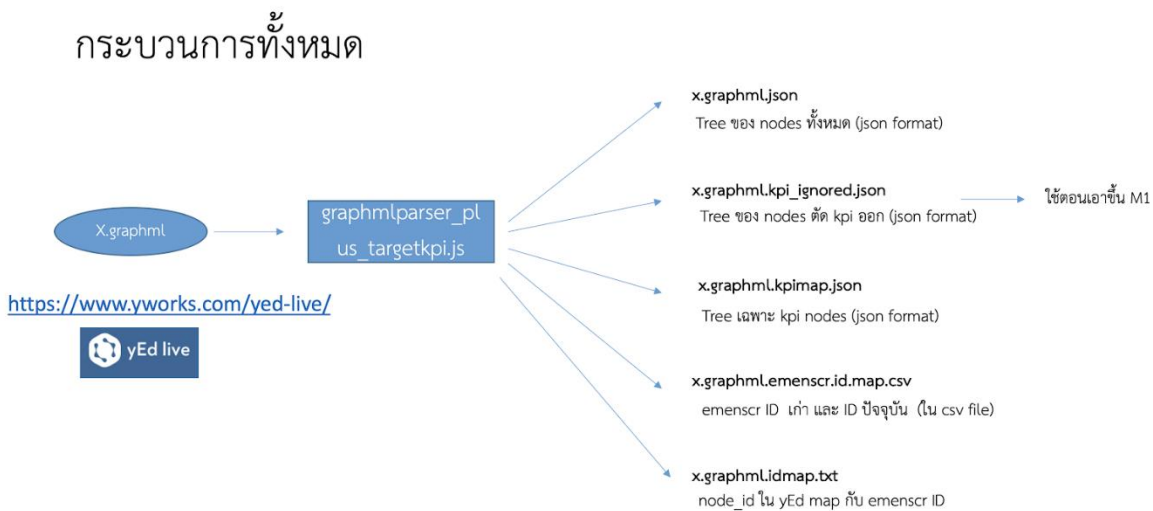 กระบวนการทั้งหมด
x.graphml.json
Tree ของ nodes ทั้งหมด (json format)
x.graphml.kpi_ignored.json
Tree ของ nodes ตัด kpi ออก (json format)
ใช้ตอนเอาขึ้น M1
X.graphml
graphmlparser_pl
us_targetkpi.js
x.graphml.kpimap.json
Tree เฉพาะ kpi nodes (json format)
https://www.yworks.com/yed-live/
yEd live
x.graphml.emenscr.id.map.csv
emenscr ID เก่า และ ID ปัจจุบัน (ใน csv file)
x.graphml.idmap.txt
node_id ใน yEd map กับ emenscr ID